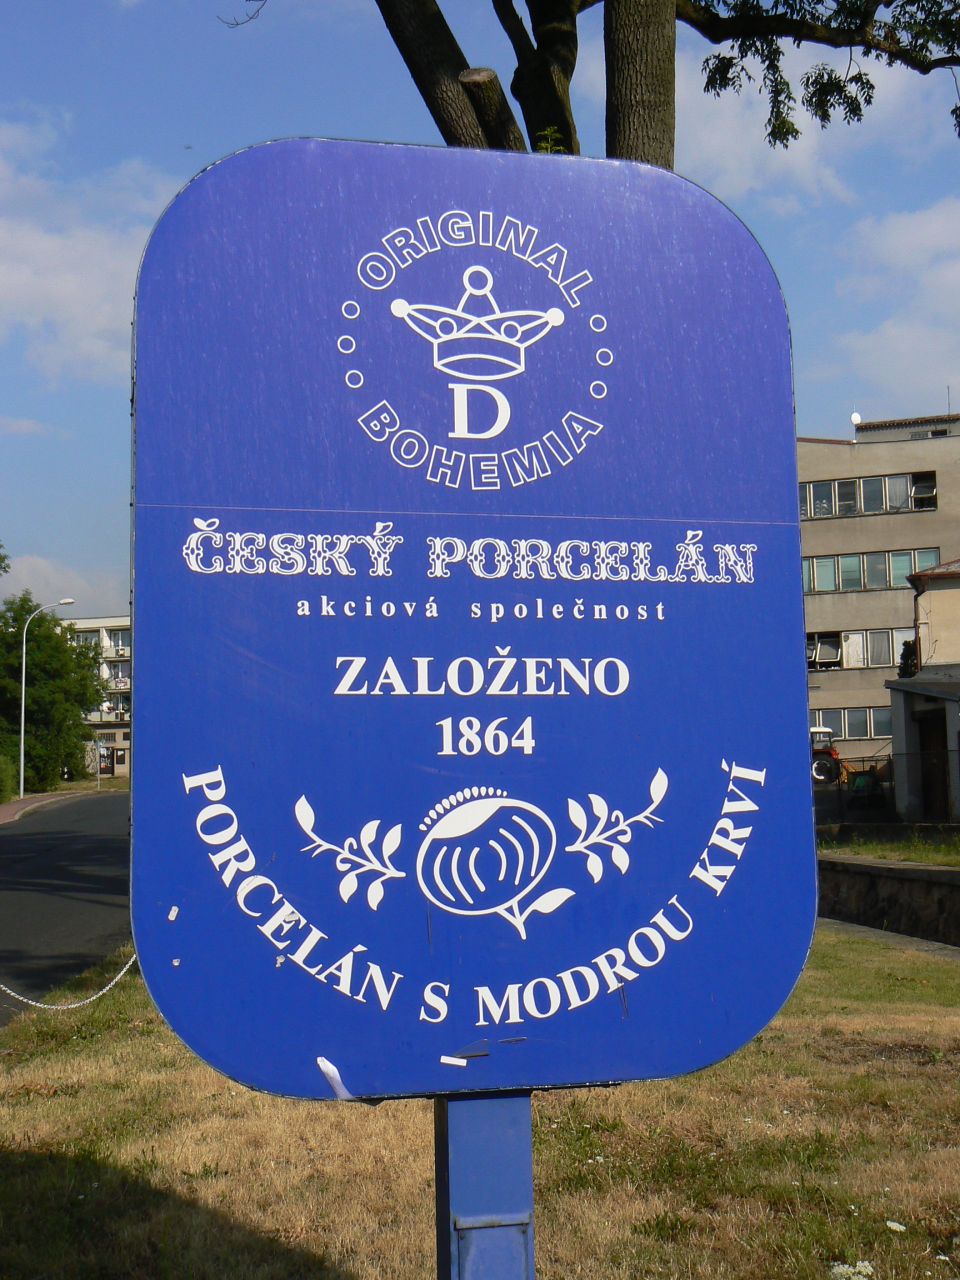 ORIGINAL
D
BOHEMIA
ČESKÝ PORCELÁN
akciová společnost
ZALOŽENO
1864
PORCELÁN S MODROU KRVÍ